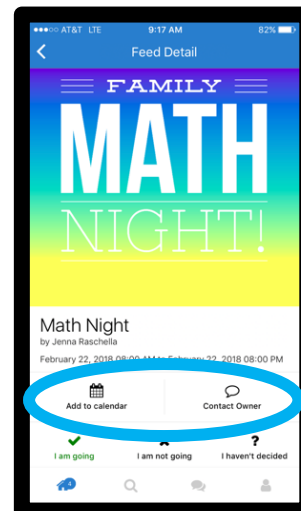 AT&T LTE 9:17 AM 82%
Feed Detail
FAMILY
MATH
NIGHT!
Math Night
by Jenna Raschella
February 22, 2018 08:00 AM to February 22, 2018 08:00 PM
Add to calendar Contact Owner
I am going I am not going ? I haven't decided
4